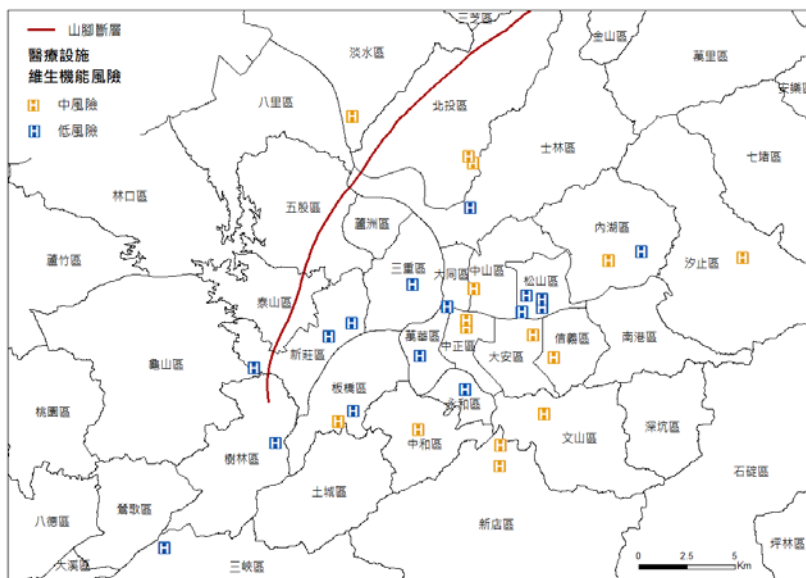 山腳斷層
醫療設施
維生機能風險
中風險
低風險
三芝區
金山區
淡水區
萬里區
安樂區
八里區
北投區
士林區
七堵區
林口區
五股區
蘆洲區
內湖區
蘆竹區
三重區
大同區
中山區
松山區
汐止區
泰山區
新莊區
萬華區
中正區
大安區
信義區
南港區
龜山區
板橋區
永和區
桃園區
樹林區
中和區
文山區
深坑區
石碇區
土城區
鶯歌區
八德區
新店區
坪林區
大溪區
三峽區
0 2.5 5
Km